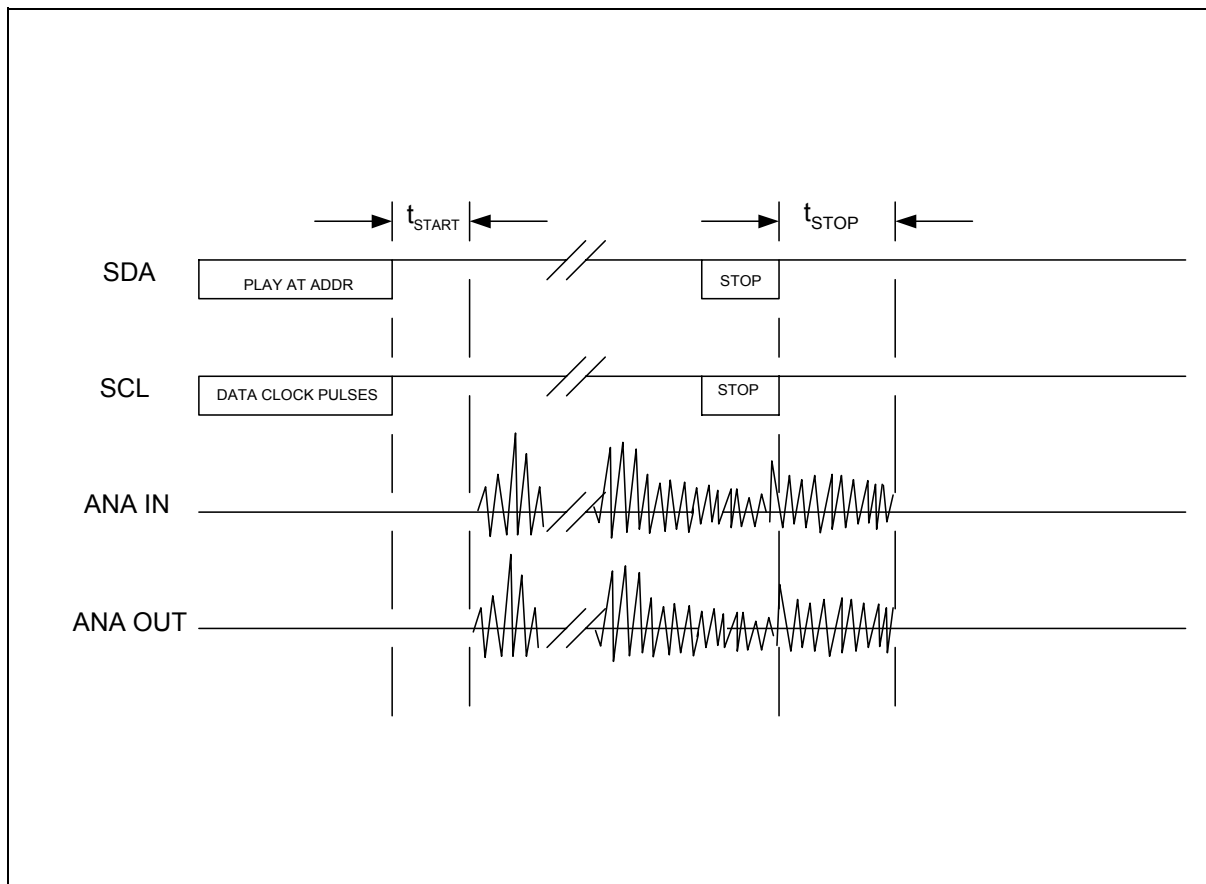 tSTART
tSTOP
SDA
PLAY AT ADDR
STOP
SCL
DATA CLOCK PULSES
STOP
ANA IN
ANA OUT